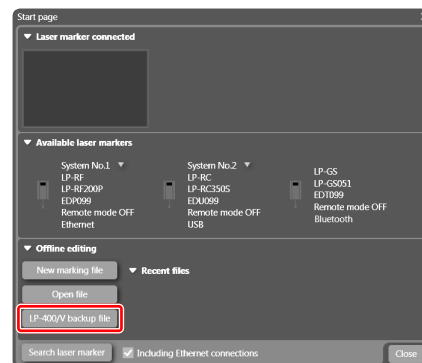 Start page
Laser marker connected
Available laser markers
System No.1
LP-RF
LP-RF200P
EDP099
Remote mode OFF
Ethernet
System No.2
LP-RC
LP-RC350S
EDU099
Remote mode OFF
USB
LP-GS
LP-GS051
EDT099
Remote mode OFF
Bluetooth
Offline editing
New marking file
Recent files
Open file
LP-400/V backup file
Search laser marker
Including Ethernet connections
Close